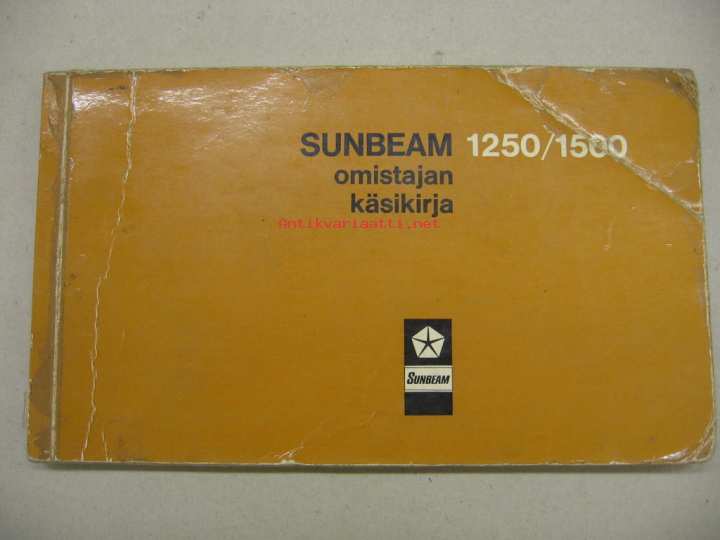 SUNBEAM 1250/1500
omistajan
käsikirja
Antikvariaatti.net
SUNBEAM